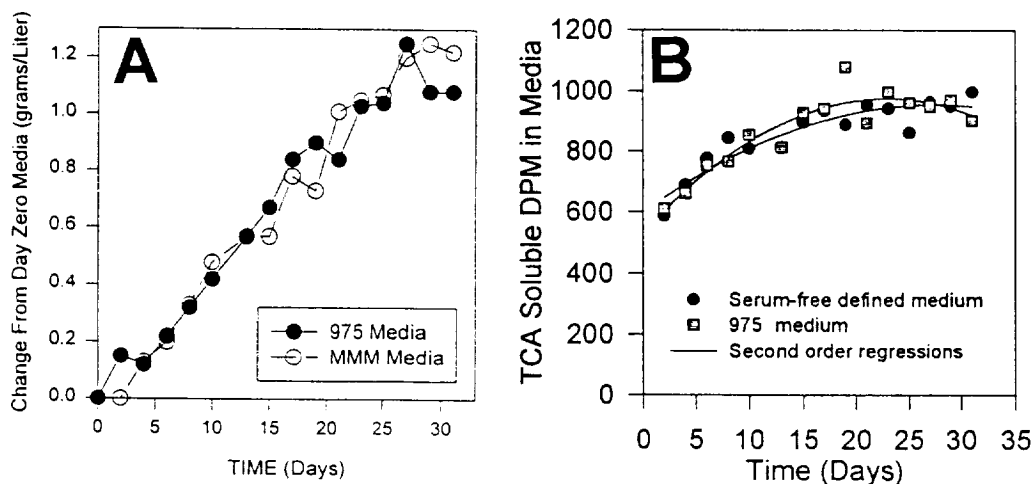 A
Change From Day Zero Media (grams/Liter)
1.2
1.0
0.8
0.6
0.4
0.2
0.0
975 Media
MMM Media
0 5 10 15 20 25 30
TIME (Days)
B
TCA Soluble DPM in Media
1200
1000
800
600
400
200
0
Serum-free defined medium
975 medium
Second order regressions
0 5 10 15 20 25 30 35
Time (Days)